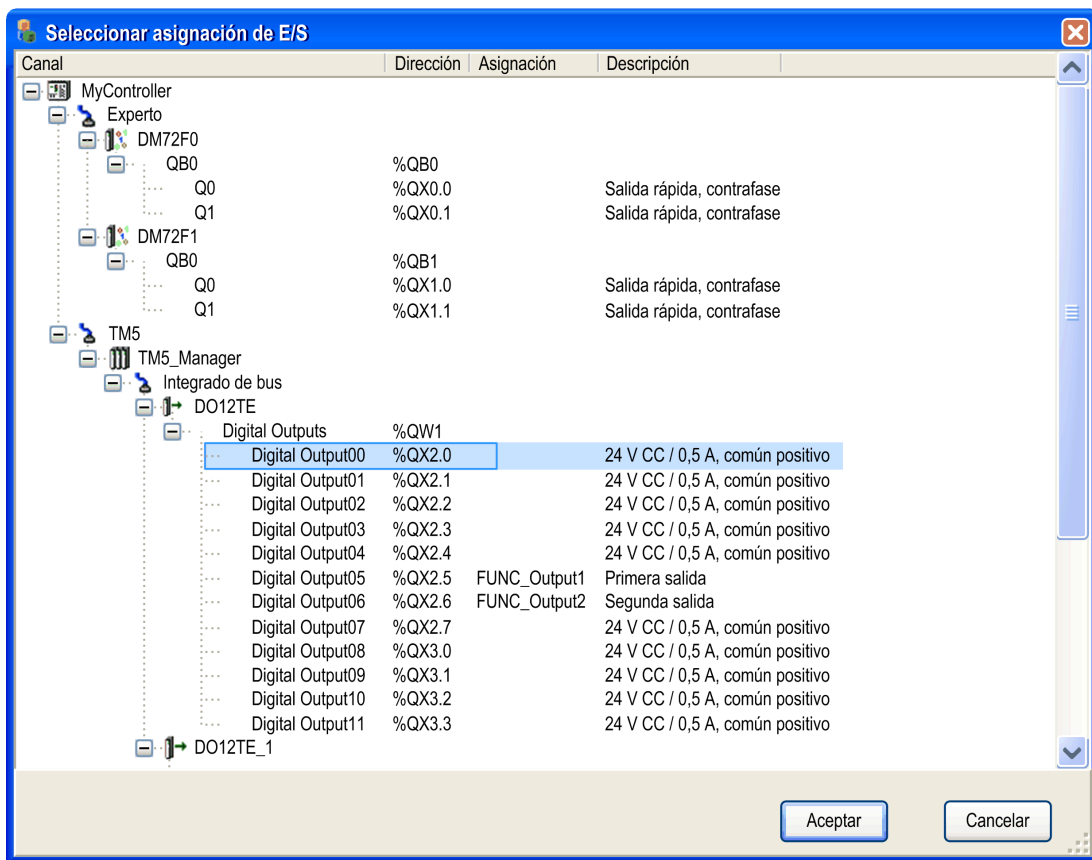 Seleccionar asignación de E/S
Canal Dirección Asignación Descripción
MyController
Experto
DM72F0
QB0 %QB0
Q0 %QX0.0 Salida rápida, contrafase
Q1 %QX0.1 Salida rápida, contrafase
DM72F1
QB0 %QB1
Q0 %QX1.0 Salida rápida, contrafase
Q1 %QX1.1 Salida rápida, contrafase
TM5
TM5_Manager
Integrado de bus
DO12TE
Digital Outputs %QW1
Digital Output00 %QX2.0 24 V CC / 0,5 A, común positivo
Digital Output01 %QX2.1 24 V CC / 0,5 A, común positivo
Digital Output02 %QX2.2 24 V CC / 0,5 A, común positivo
Digital Output03 %QX2.3 24 V CC / 0,5 A, común positivo
Digital Output04 %QX2.4 24 V CC / 0,5 A, común positivo
Digital Output05 %QX2.5 FUNC_Output1 Primera salida
Digital Output06 %QX2.6 FUNC_Output2 Segunda salida
Digital Output07 %QX2.7 24 V CC / 0,5 A, común positivo
Digital Output08 %QX3.0 24 V CC / 0,5 A, común positivo
Digital Output09 %QX3.1 24 V CC / 0,5 A, común positivo
Digital Output10 %QX3.2 24 V CC / 0,5 A, común positivo
Digital Output11 %QX3.3 24 V CC / 0,5 A, común positivo
DO12TE_1
Aceptar Cancelar